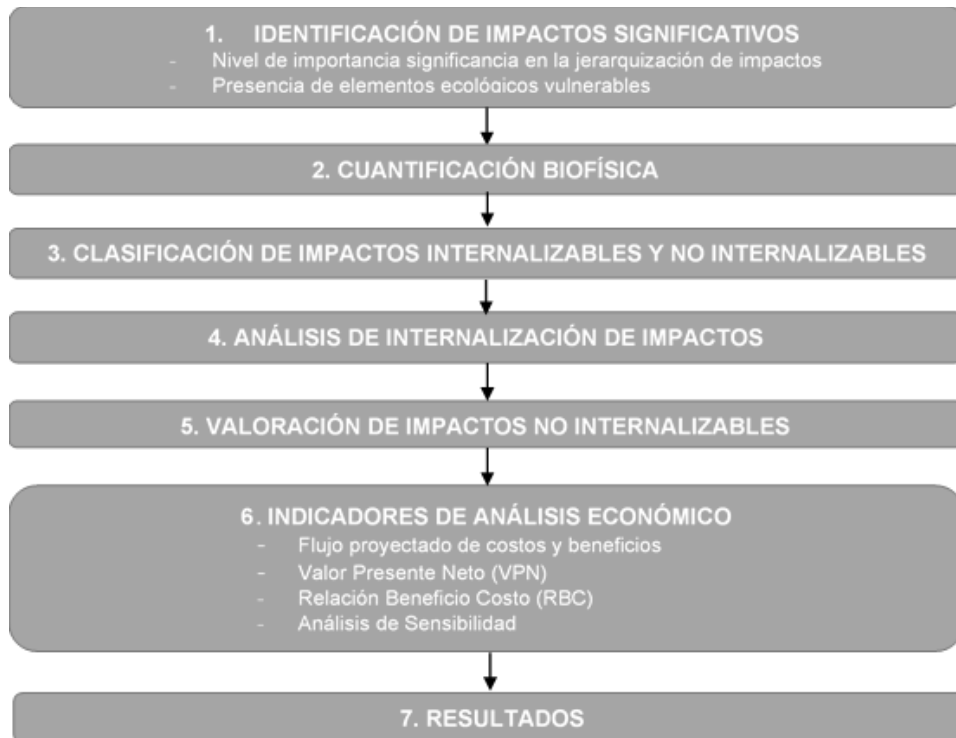 1. IDENTIFICACIÓN DE IMPACTOS SIGNIFICATIVOS
- Nivel de importancia significancia en la jerarquización de impactos
- Presencia de elementos ecológicos vulnerables
2. CUANTIFICACIÓN BIOFÍSICA
3. CLASIFICACIÓN DE IMPACTOS INTERNALIZABLES Y NO INTERNALIZABLES
4. ANÁLISIS DE INTERNALIZACIÓN DE IMPACTOS
5. VALORACIÓN DE IMPACTOS NO INTERNALIZABLES
6. INDICADORES DE ANÁLISIS ECONÓMICO
- Flujo proyectado de costos y beneficios
- Valor Presente Neto (VPN)
- Relación Beneficio Costo (RBC)
- Análisis de Sensibilidad
7. RESULTADOS